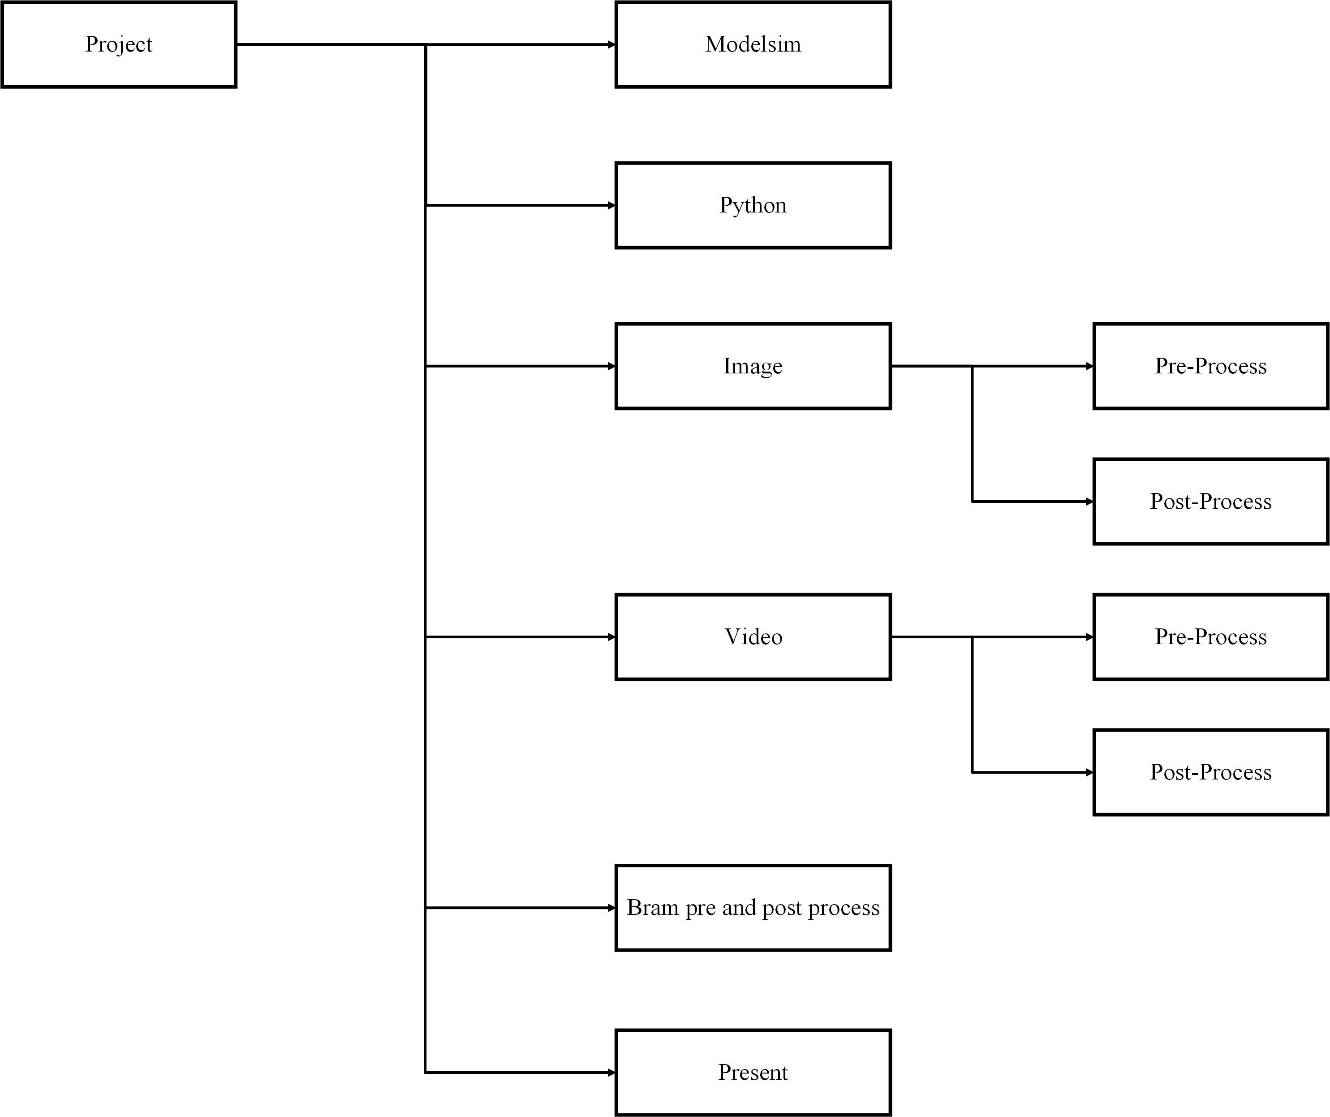 Project
Modelsim
Python
Image
Pre-Process
Post-Process
Video
Pre-Process
Post-Process
Bram pre and post process
Present